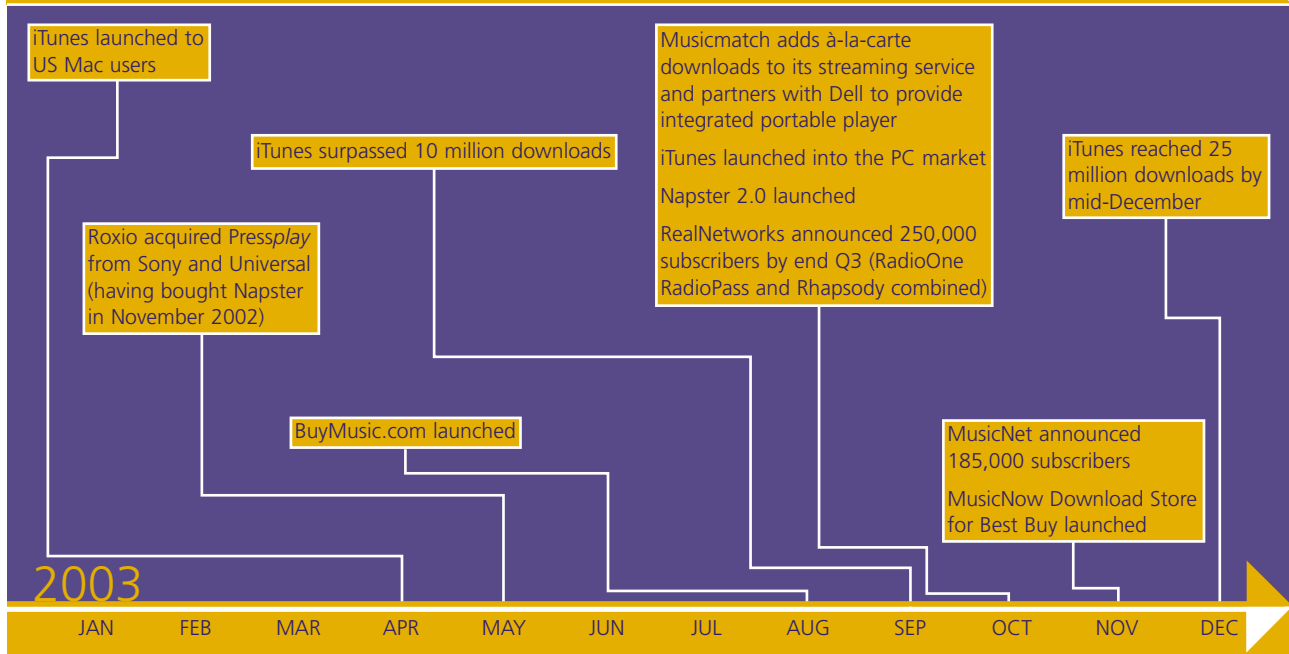 iTunes launched to
US Mac users
iTunes surpassed 10 million downloads
Roxio acquired Pressplay
from Sony and Universal
(having bought Napster
in November 2002)
BuyMusic.com launched
Musicmatch adds à-la-carte
downloads to its streaming service
and partners with Dell to provide
integrated portable player
iTunes launched into the PC market
Napster 2.0 launched
RealNetworks announced 250,000
subscribers by end Q3 (RadioOne
RadioPass and Rhapsody combined)
iTunes reached 25
million downloads by
mid-December
MusicNet announced
185,000 subscribers
MusicNow Download Store
for Best Buy launched
2003
JAN FEB MAR APR MAY JUN JUL AUG SEP OCT NOV DEC